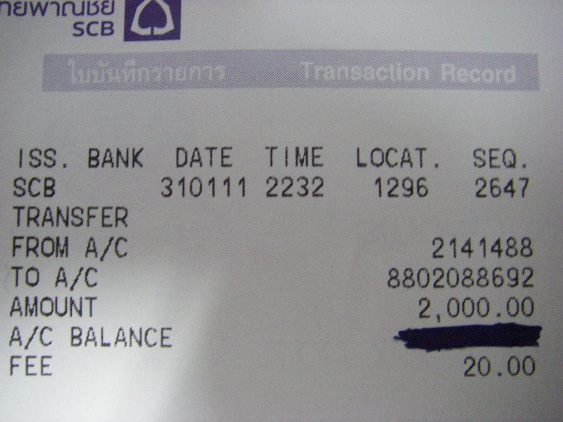 ไทยพาณิชย์
SCB
ใบบันทึกรายการ Transaction Record
ISS. BANK DATE TIME LOCAT. SEQ.
SCB 310111 2232 1296 2647
TRANSFER
FROM A/C 2141488
TO A/C 8802088692
AMOUNT 2,000.00
A/C BALANCE
FEE 20.00